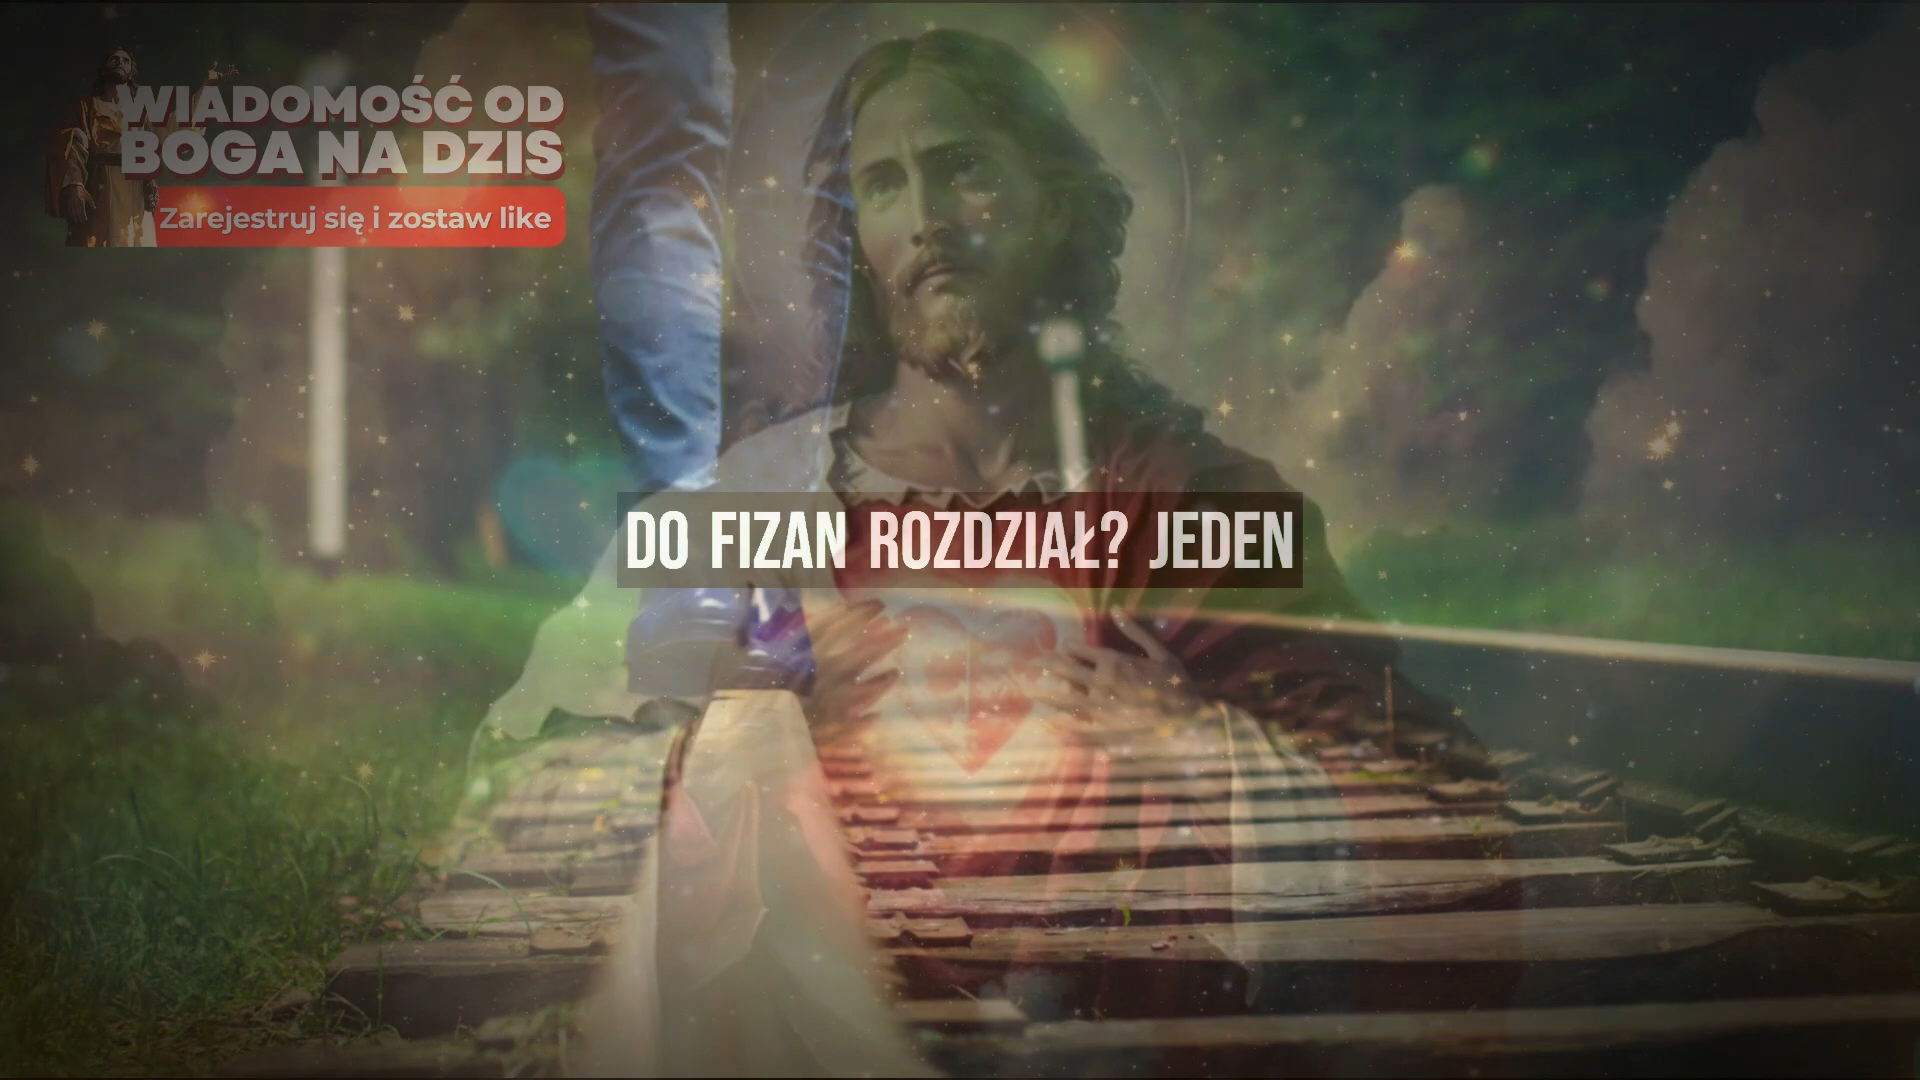 WIADOMOŚĆ OD
BOGA NA DZIS
Zarejestruj się i zostaw like
DO FIZAN ROZDZIAŁ? JEDEN